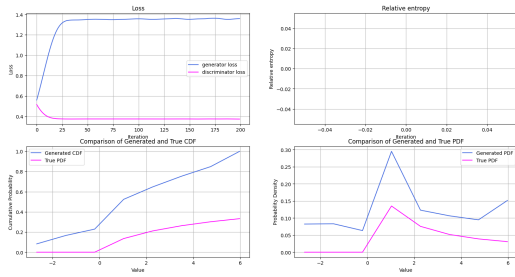 Loss
1.4
1.2
1.0
0.8
0.6
0.4
Loss
generator loss
discriminator loss
0 25 50 75 100 125 150 175 200
Iteration
Relative entropy
0.04
0.02
0.00
−0.02
−0.04
Relative entropy
−0.04 −0.02 0.00 0.02 0.04
Iteration
Comparison of Generated and True CDF
1.0
0.8
0.6
0.4
0.2
0.0
Cumulative Probability
Generated CDF
True PDF
−2 0 2 4 6
Value
Comparison of Generated and True PDF
0.30
0.25
0.20
0.15
0.10
0.05
0.00
Probability Density
Generated PDF
True PDF
−2 0 2 4 6
Value